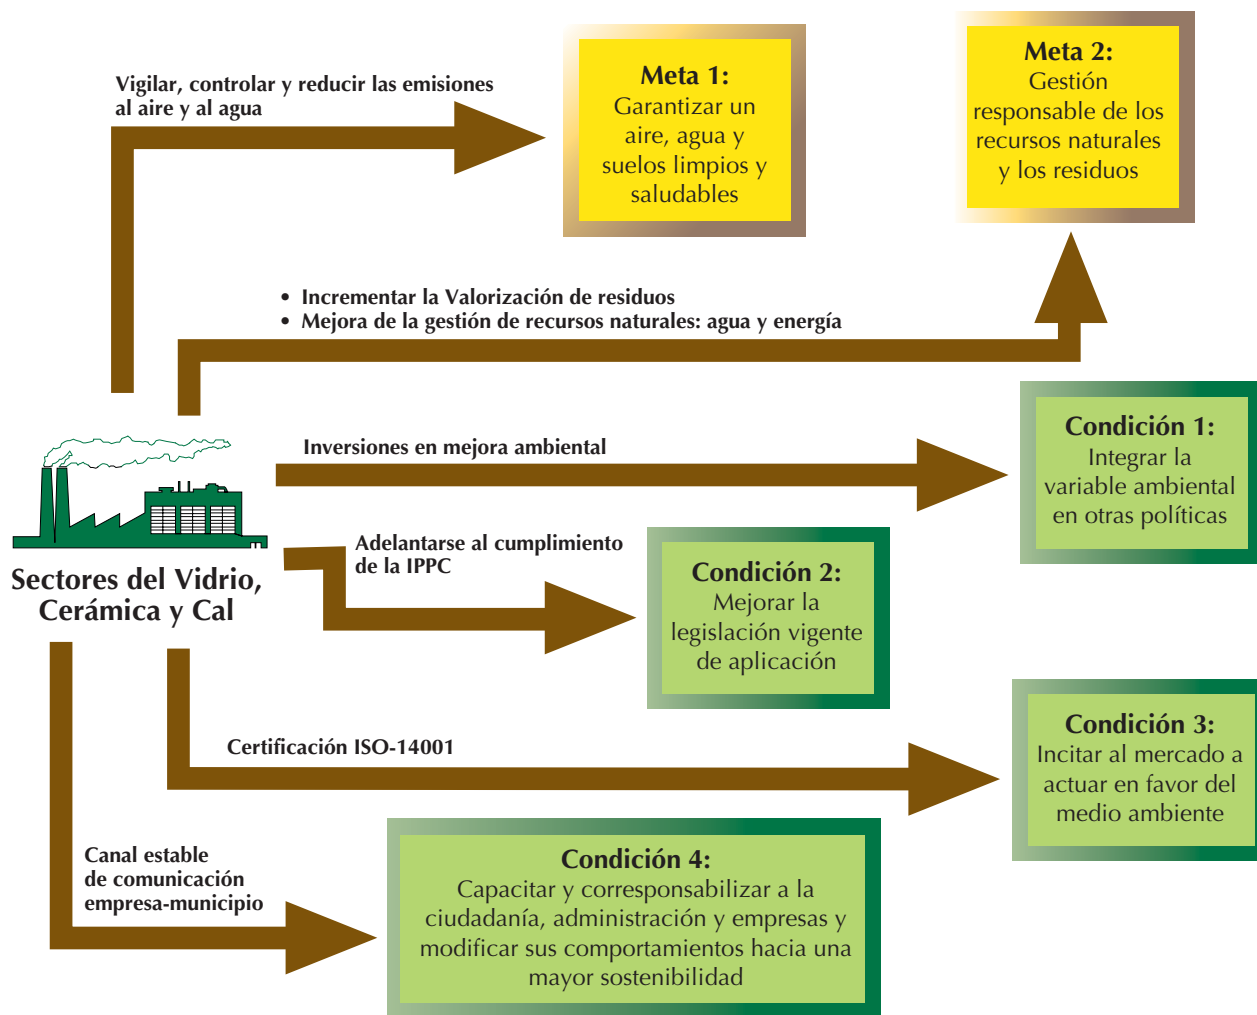 Vigilar, controlar y reducir las emisiones
al aire y al agua
Meta 1:
Garantizar un
aire, agua y
suelos limpios y
saludables
Meta 2:
Gestión
responsable de los
recursos naturales
y los residuos
• Incrementar la Valorización de residuos
• Mejora de la gestión de recursos naturales: agua y energía
Inversiones en mejora ambiental
Condición 1:
Integrar la
variable ambiental
en otras políticas
Sectores del Vidrio,
Cerámica y Cal
Adelantarse al cumplimiento
de la IPPC
Condición 2:
Mejorar la
legislación vigente
de aplicación
Certificación ISO-14001
Condición 3:
Incitar al mercado a
actuar en favor del
medio ambiente
Canal estable
de comunicación
empresa-municipio
Condición 4:
Capacitar y corresponsabilizar a la
ciudadanía, administración y empresas y
modificar sus comportamientos hacia una
mayor sostenibilidad